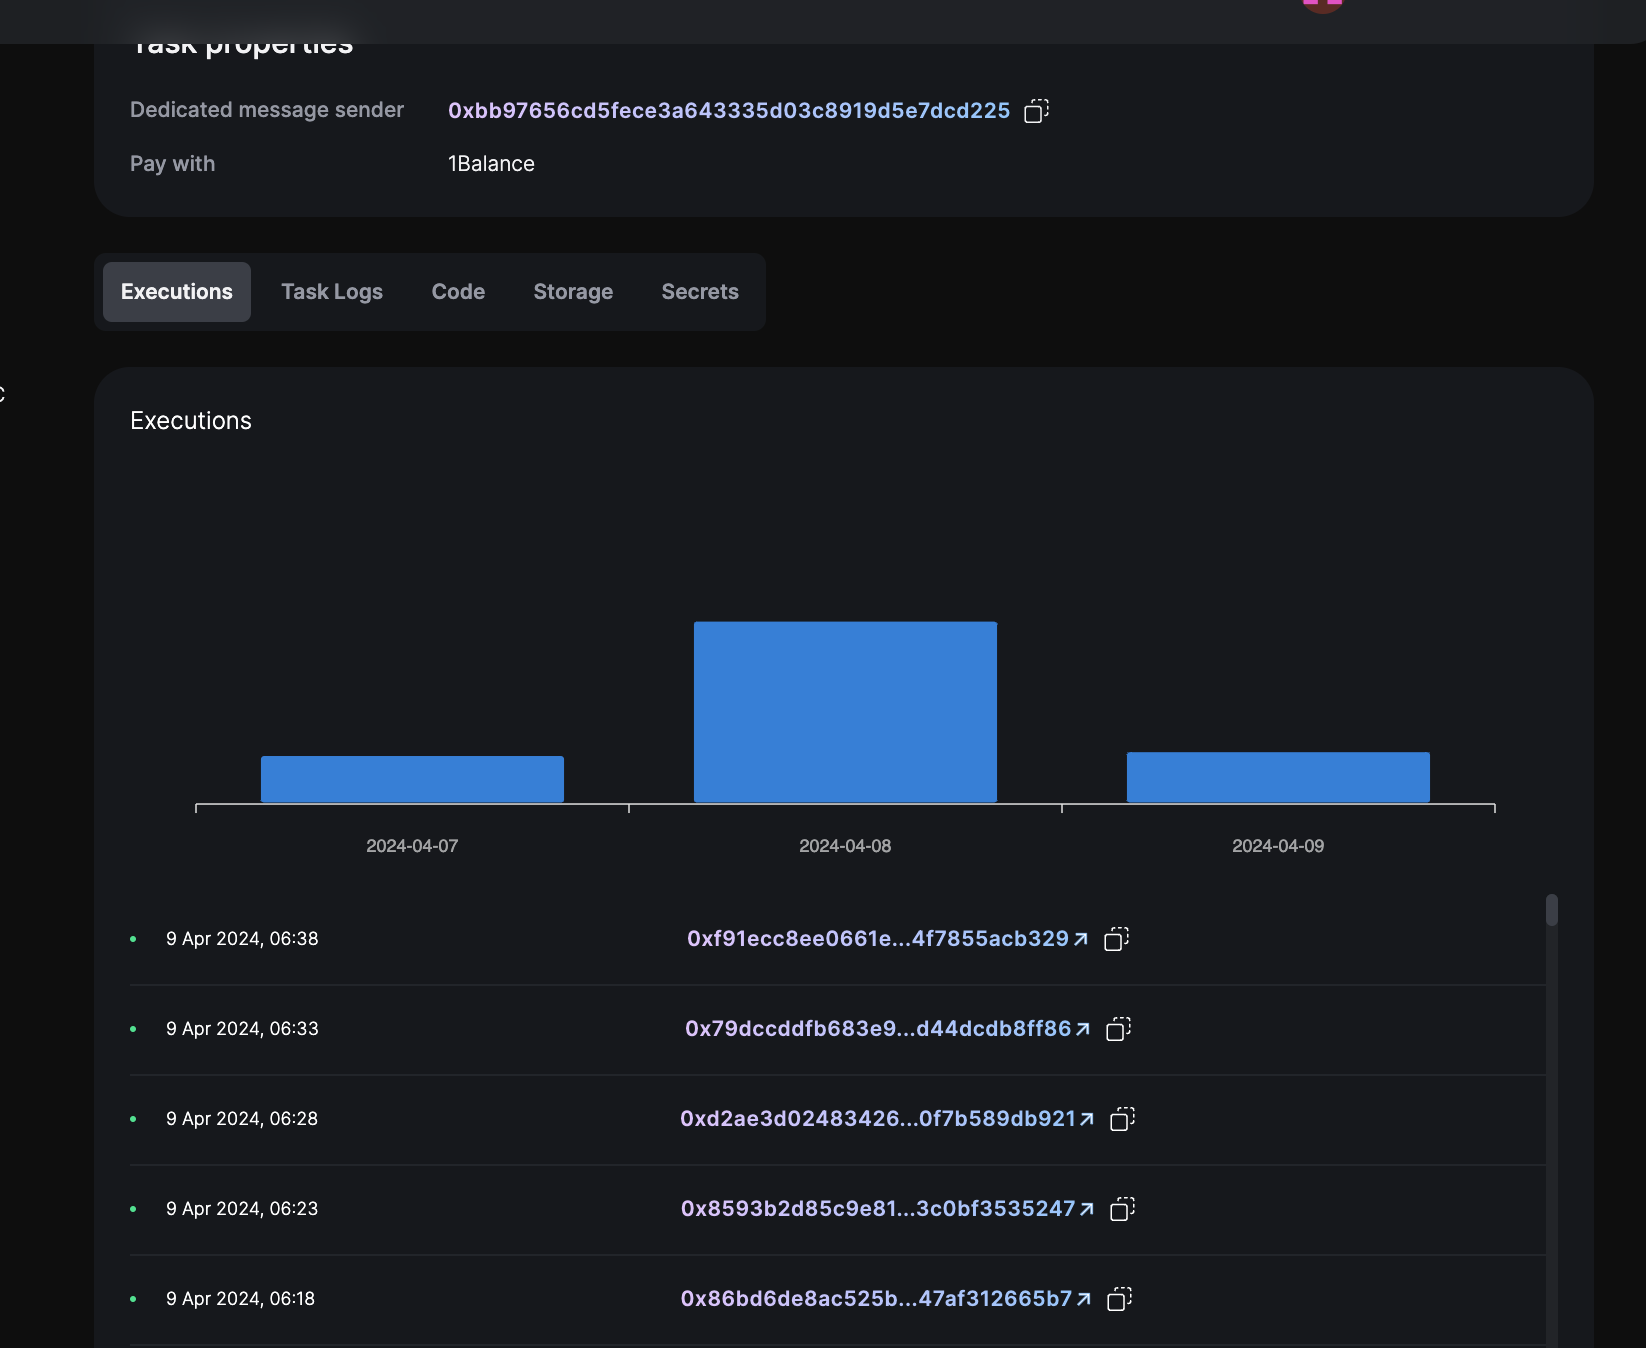 Task properties
Dedicated message sender 0xbb97656cd5fece3a643335d03c8919d5e7dcd225
Pay with 1Balance
Executions Task Logs Code Storage Secrets
Executions
2024-04-07 2024-04-08 2024-04-09
9 Apr 2024, 06:38 0xf91ecc8ee0661e...4f7855acb329
9 Apr 2024, 06:33 0x79dccddfb683e9...d44dcdb8ff86
9 Apr 2024, 06:28 0xd2ae3d02483426...0f7b589db921
9 Apr 2024, 06:23 0x8593b2d85c9e81...3c0bf3535247
9 Apr 2024, 06:18 0x86bd6de8ac525b...47af312665b7